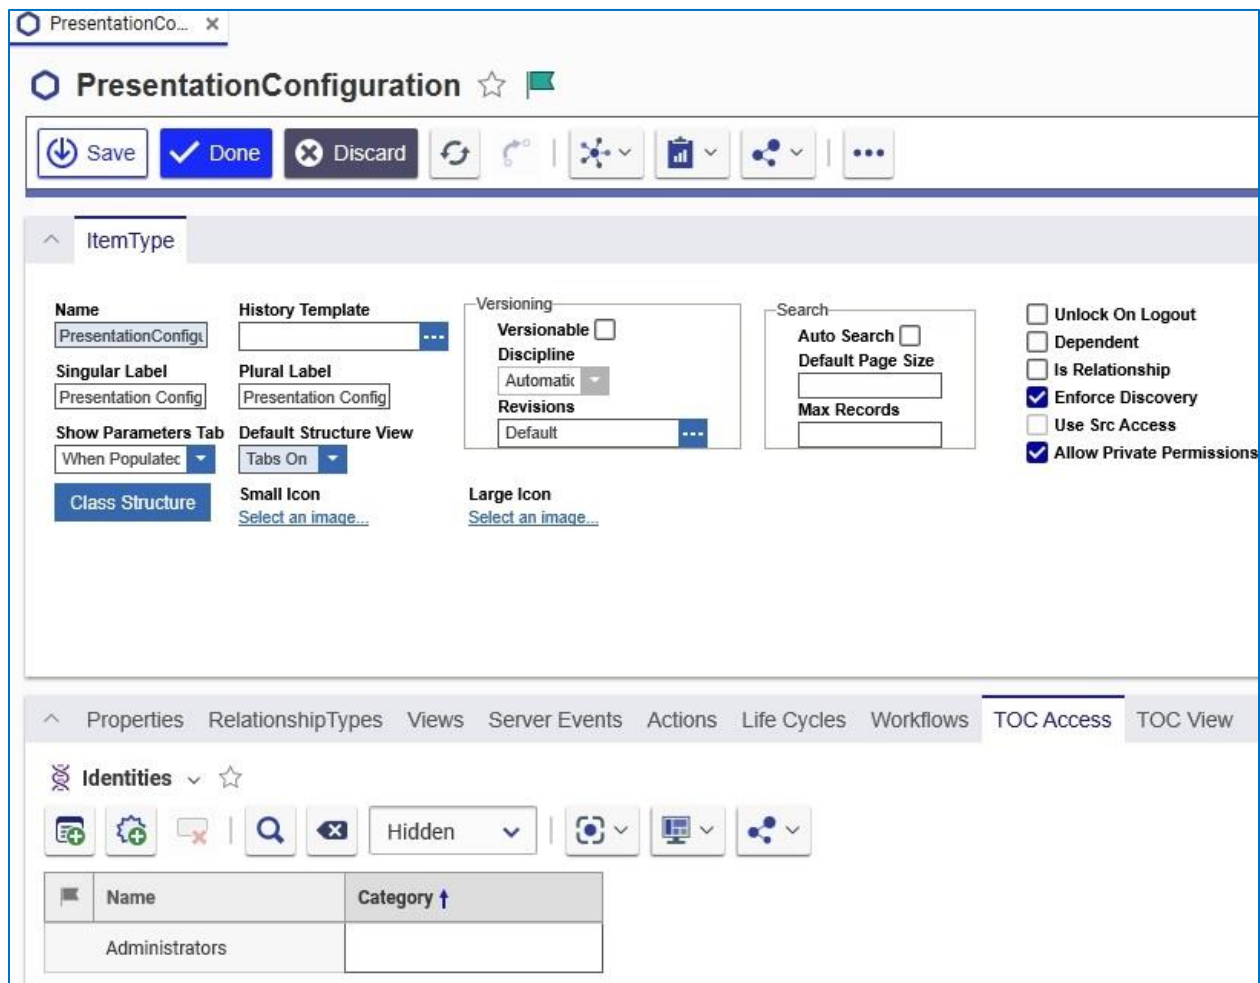 PresentationCo...
PresentationConfiguration
Save Done Discard
ItemType
Name
PresentationConfigu
History Template
Singular Label
Presentation Config
Plural Label
Presentation Config
Show Parameters Tab
When Populated
Default Structure View
Tabs On
Class Structure
Small Icon
Select an image...
Large Icon
Select an image...
Versioning
Versionable
Discipline
Automatic
Revisions
Default
Search
Auto Search
Default Page Size
Max Records
Unlock On Logout
Dependent
Is Relationship
Enforce Discovery
Use Src Access
Allow Private Permissions
Properties RelationshipTypes Views Server Events Actions Life Cycles Workflows TOC Access TOC View
Identities
Hidden
Name Category
Administrators